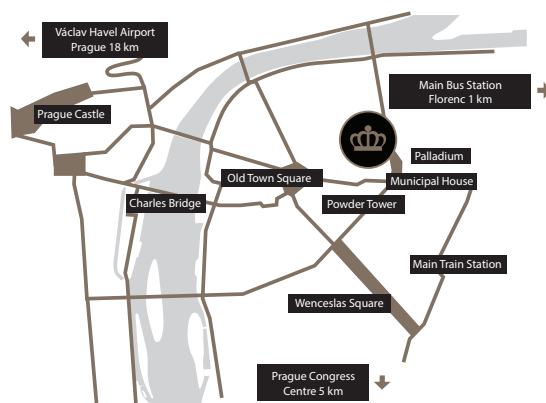 Václav Havel Airport
Prague 18 km
Main Bus Station
Florenc 1 km
Prague Castle
Palladium
Old Town Square
Municipal House
Charles Bridge
Powder Tower
Main Train Station
Wenceslas Square
Prague Congress
Centre 5 km